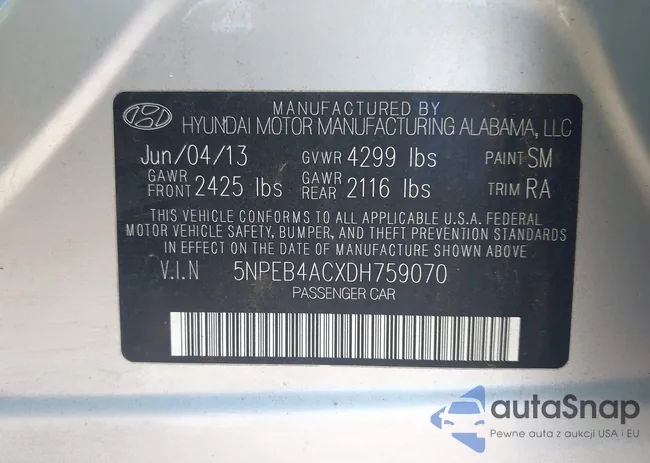 MANUFACTURED BY
HYUNDAI MOTOR MANUFACTURING ALABAMA, LLC
Jun/04/13 GVWR 4299 lbs PAINT SM
GAWR FRONT 2425 lbs GAWR REAR 2116 lbs TRIM RA
THIS VEHICLE CONFORMS TO ALL APPLICABLE U.S.A. FEDERAL
MOTOR VEHICLE SAFETY, BUMPER, AND THEFT PREVENTION STANDARDS
IN EFFECT ON THE DATE OF MANUFACTURE SHOWN ABOVE
V.I.N 5NPEB4ACXDH759070
PASSENGER CAR
autaSnap
Pewne auta z aukcji USA i EU